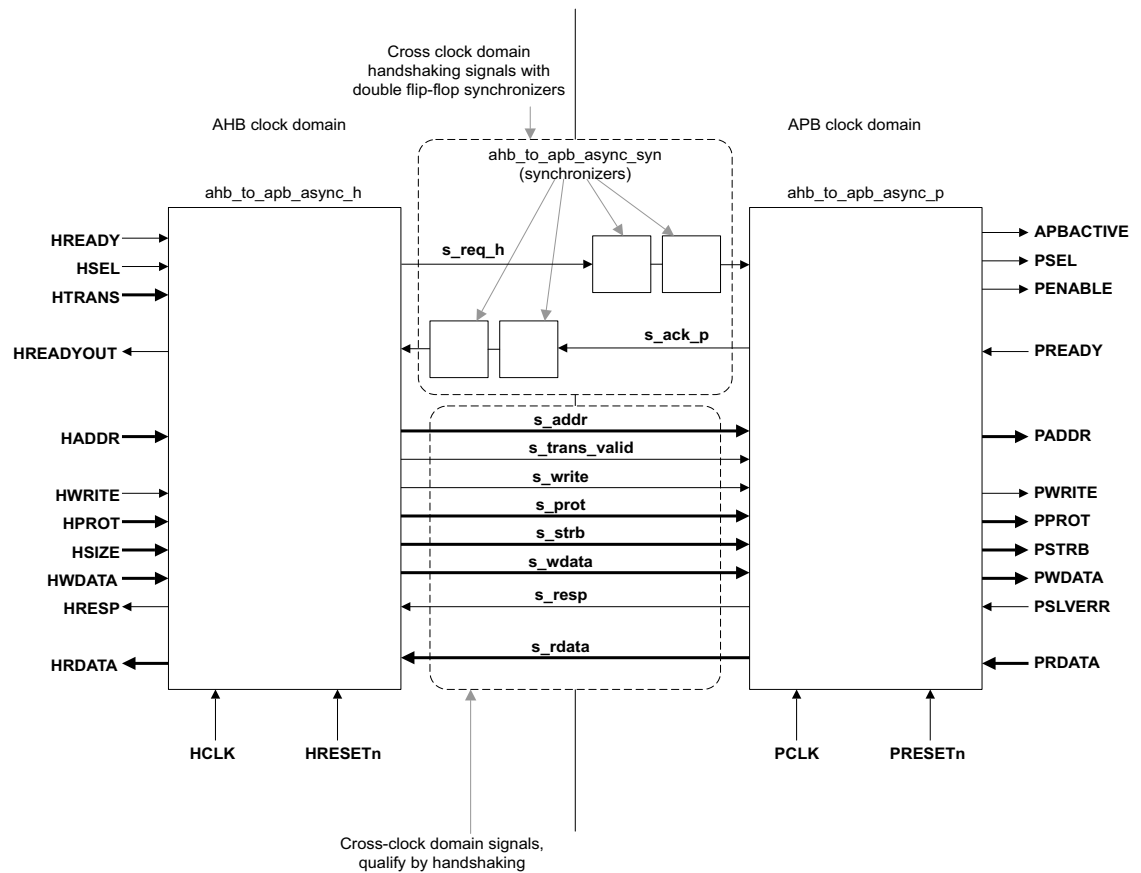 Cross clock domain
handshaking signals with
double flip-flop synchronizers
AHB clock domain
APB clock domain
ahb_to_apb_async_syn
(synchronizers)
ahb_to_apb_async_h
ahb_to_apb_async_p
HREADY
HSEL
HTRANS
HREADYOUT
HADDR
HWRITE
HPROT
HSIZE
HWDATA
HRESP
HRDATA
s_req_h
s_ack_p
s_addr
s_trans_valid
s_write
s_prot
s_strb
s_wdata
s_resp
s_rdata
APBACTIVE
PSEL
PENABLE
PREADY
PADDR
PWRITE
PPROT
PSTRB
PWDATA
PSLVERR
PRDATA
HCLK
HRESETn
PCLK
PRESETn
Cross-clock domain signals,
qualify by handshaking